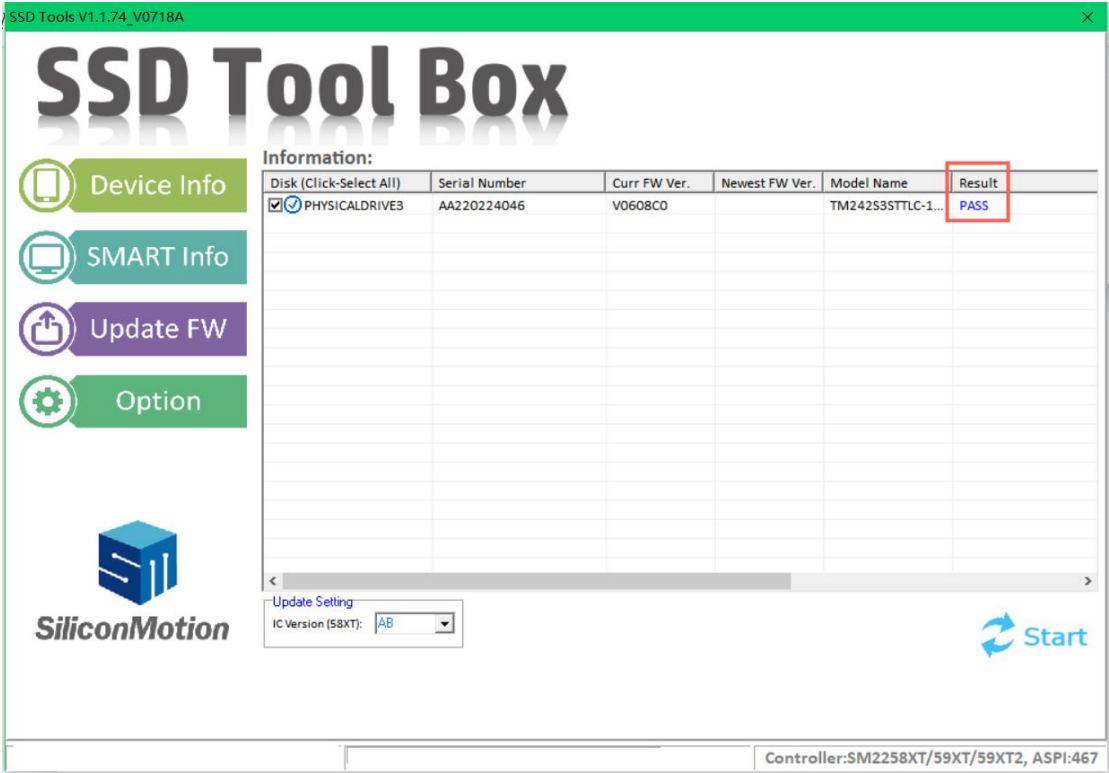 SSD Tools V1.1.74_V0718A
SSD Tool Box
Device Info
SMART Info
Update FW
Option
SiliconMotion
Information:
Disk (Click-Select All) Serial Number Curr FW Ver. Newest FW Ver. Model Name Result
PHYSICALDRIVE3 AA220224046 V0608C0 TM242S3STTLC-1... PASS
Update Setting
IC Version (58XT): AB
Start
Controller:SM2258XT/59XT/59XT2, ASPI:467